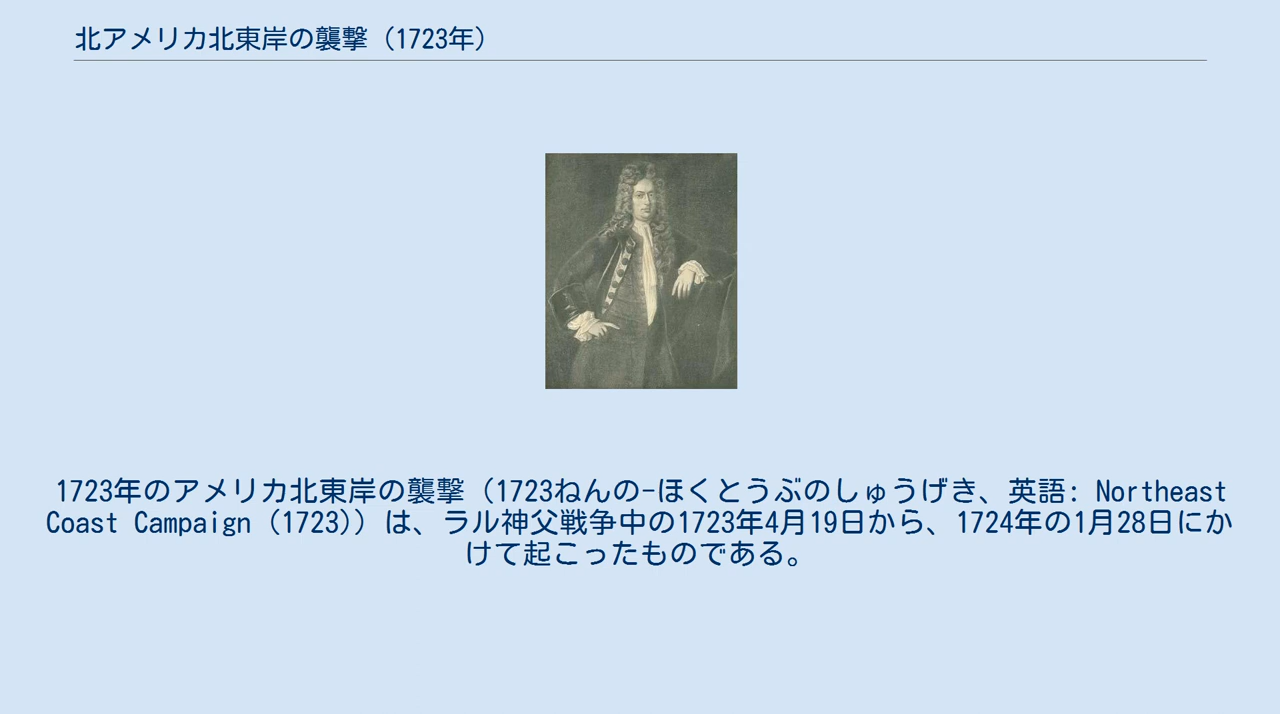 北アメリカ北東岸の襲撃（1723年）
1723年のアメリカ北東岸の襲撃（1723ねんの-ほくとうぶのしゅうげき、英語: Northeast
Coast Campaign (1723)）は、ラル神父戦争中の1723年4月19日から、1724年の1月28日にか
けて起こったものである。